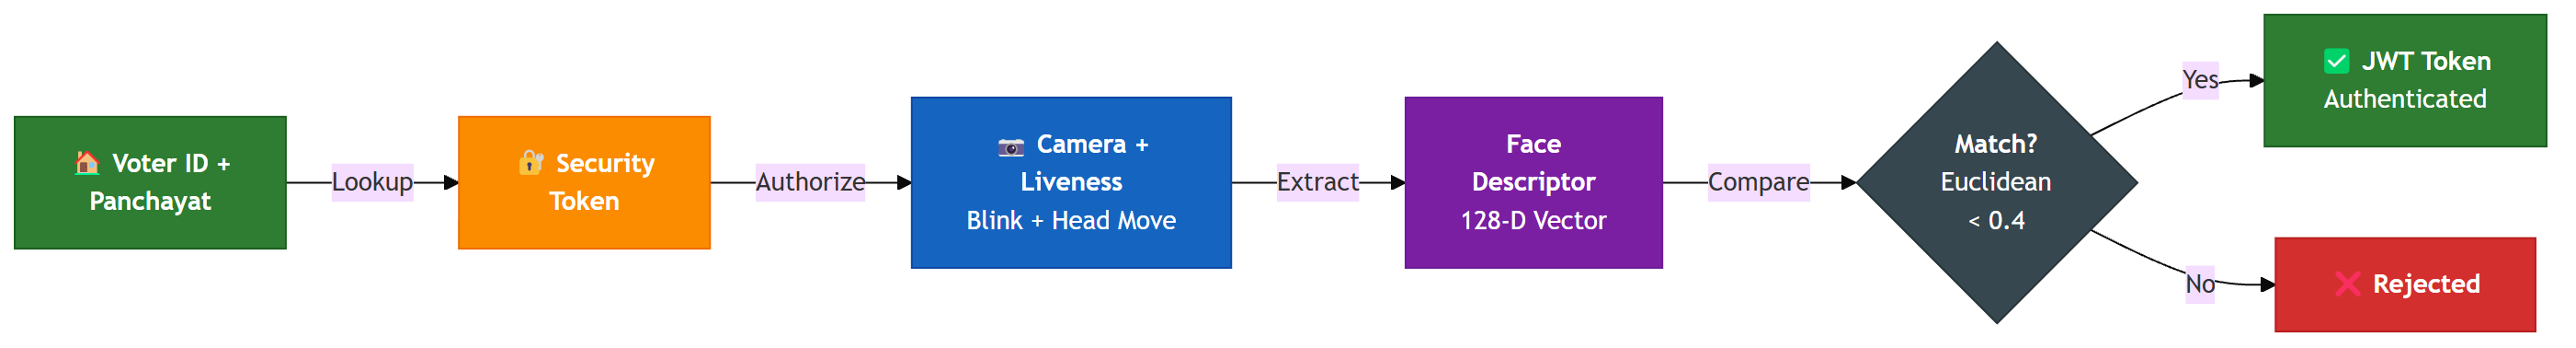 🏠 Voter ID +
Panchayat
Lookup
🔐 Security
Token
Authorize
📷 Camera +
Liveness
Blink + Head Move
Extract
Face
Descriptor
128-D Vector
Compare
Match?
Euclidean
< 0.4
Yes
✅ JWT Token
Authenticated
No
❌ Rejected